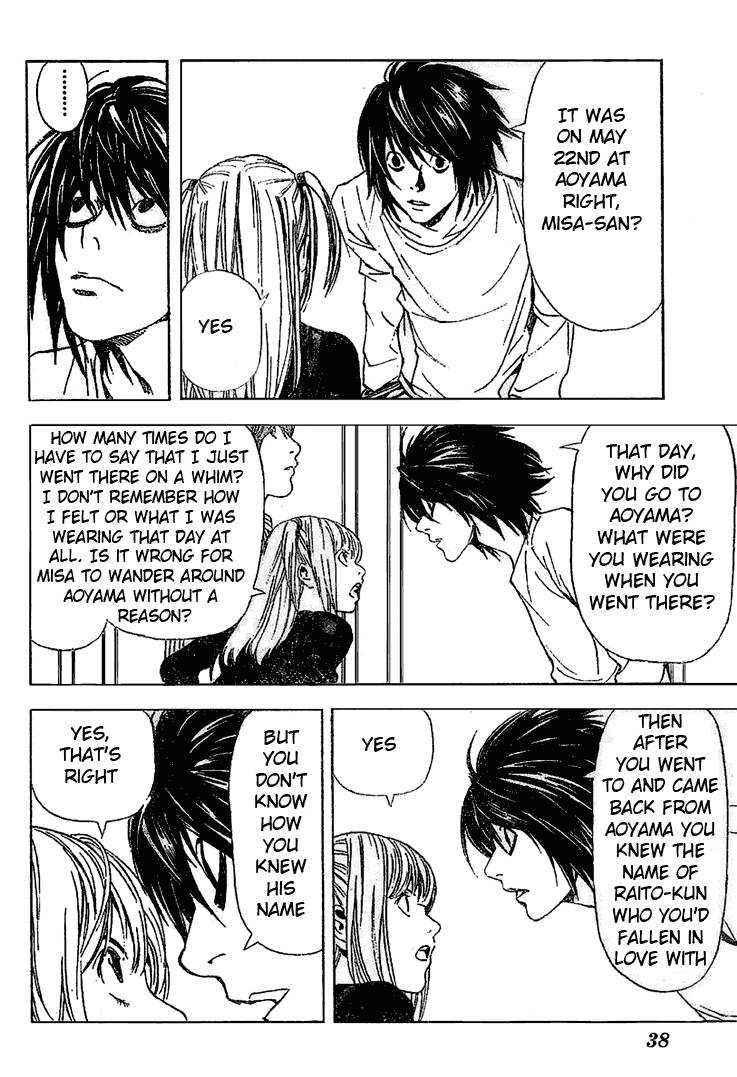 IT WAS
ON MAY
22ND AT
AOYAMA
RIGHT,
MISA-SAN?
YES
........
THAT DAY,
WHY DID
YOU GO TO
AOYAMA?
WHAT WERE
YOU WEARING
WHEN YOU
WENT THERE?
HOW MANY TIMES DO I
HAVE TO SAY THAT I JUST
WENT THERE ON A WHIM?
I DON'T REMEMBER HOW
I FELT OR WHAT I WAS
WEARING THAT DAY AT
ALL. IS IT WRONG FOR
MISA TO WANDER AROUND
AOYAMA WITHOUT A
REASON?
THEN
AFTER
YOU WENT
TO AND CAME
BACK FROM
AOYAMA YOU
KNEW THE
NAME OF
RAITO-KUN
WHO YOU'D
FALLEN IN
LOVE WITH
YES
BUT
YOU
DON'T
KNOW
HOW
YOU
KNEW
HIS
NAME
YES,
THAT'S
RIGHT
38